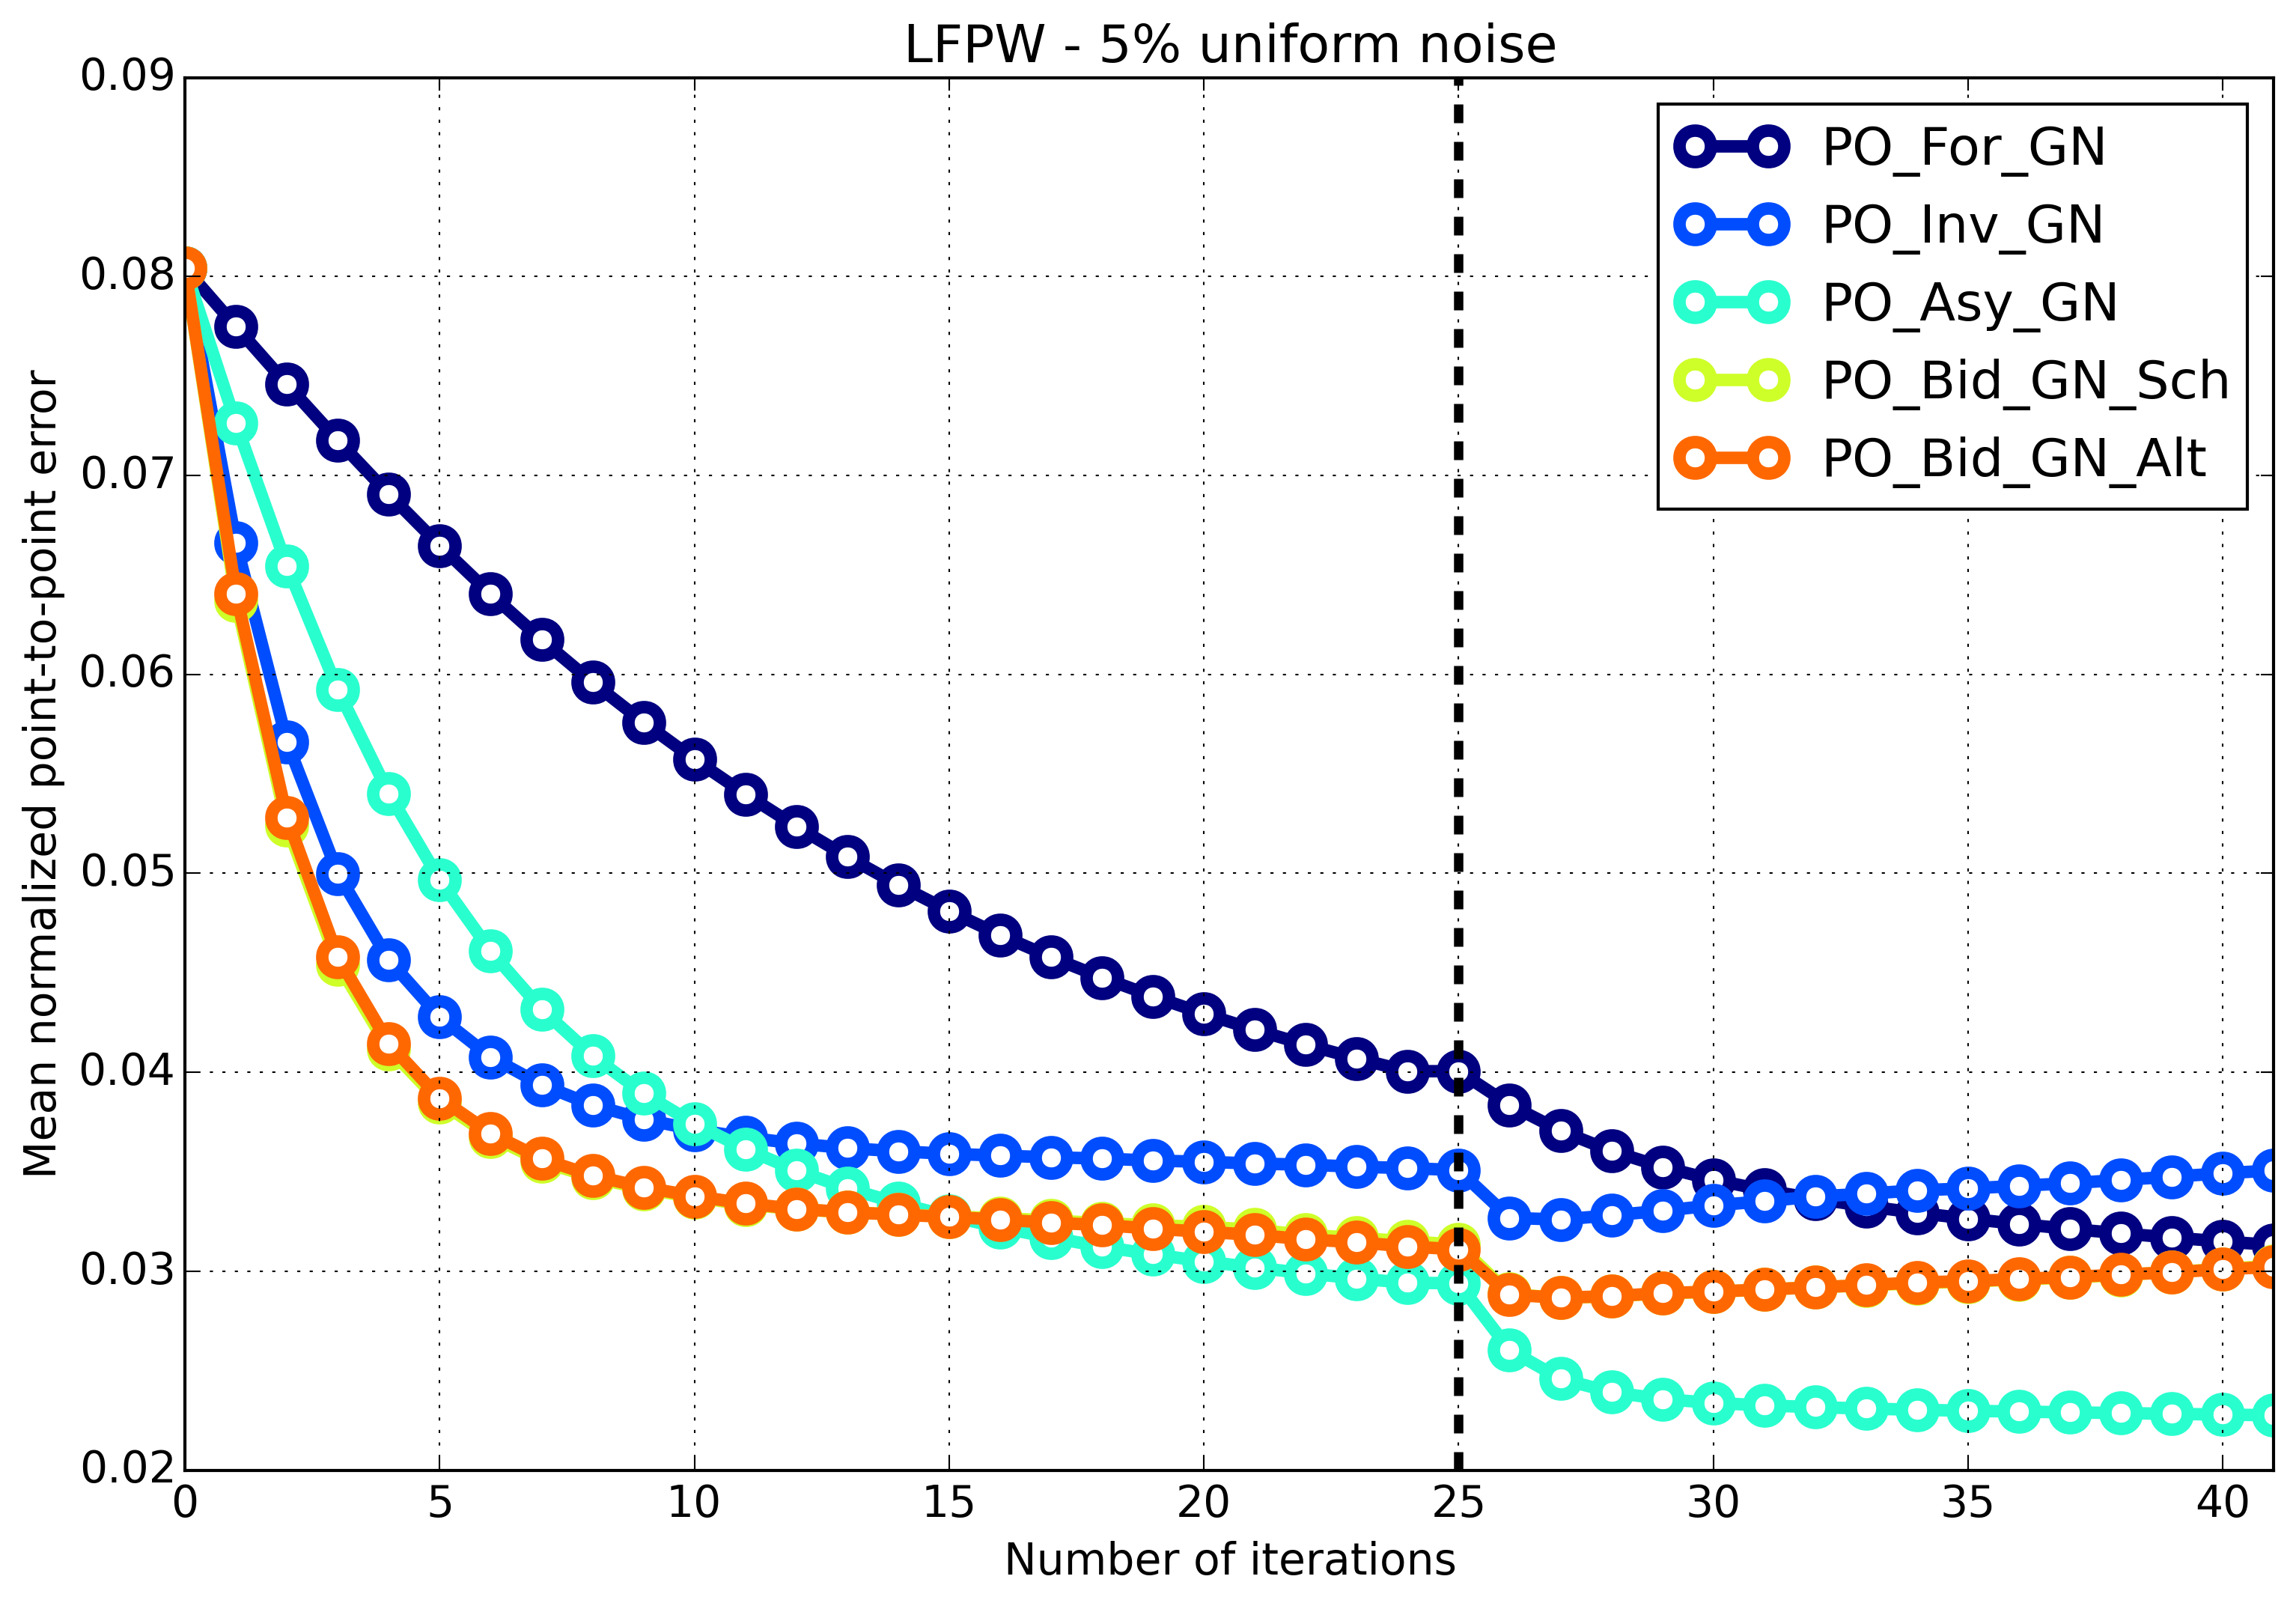 LFPW - 5% uniform noise
0.09
0.08
0.07
0.06
0.05
0.04
0.03
0.02
Mean normalized point-to-point error
PO_For_GN
PO_Inv_GN
PO_Asy_GN
PO_Bid_GN_Sch
PO_Bid_GN_Alt
0 5 10 15 20 25 30 35 40
Number of iterations